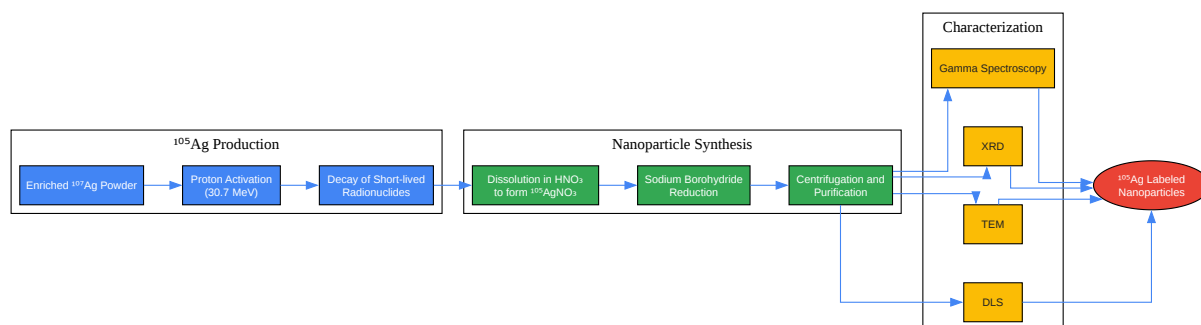 ¹⁰⁵Ag Production
Enriched ¹⁰⁷Ag Powder
Proton Activation
(30.7 MeV)
Decay of Short-lived
Radionuclides
Nanoparticle Synthesis
Dissolution in HNO₃
to form ¹⁰⁵AgNO₃
Sodium Borohydride
Reduction
Centrifugation and
Purification
Characterization
Gamma Spectroscopy
XRD
TEM
DLS
¹⁰⁵Ag Labeled
Nanoparticles